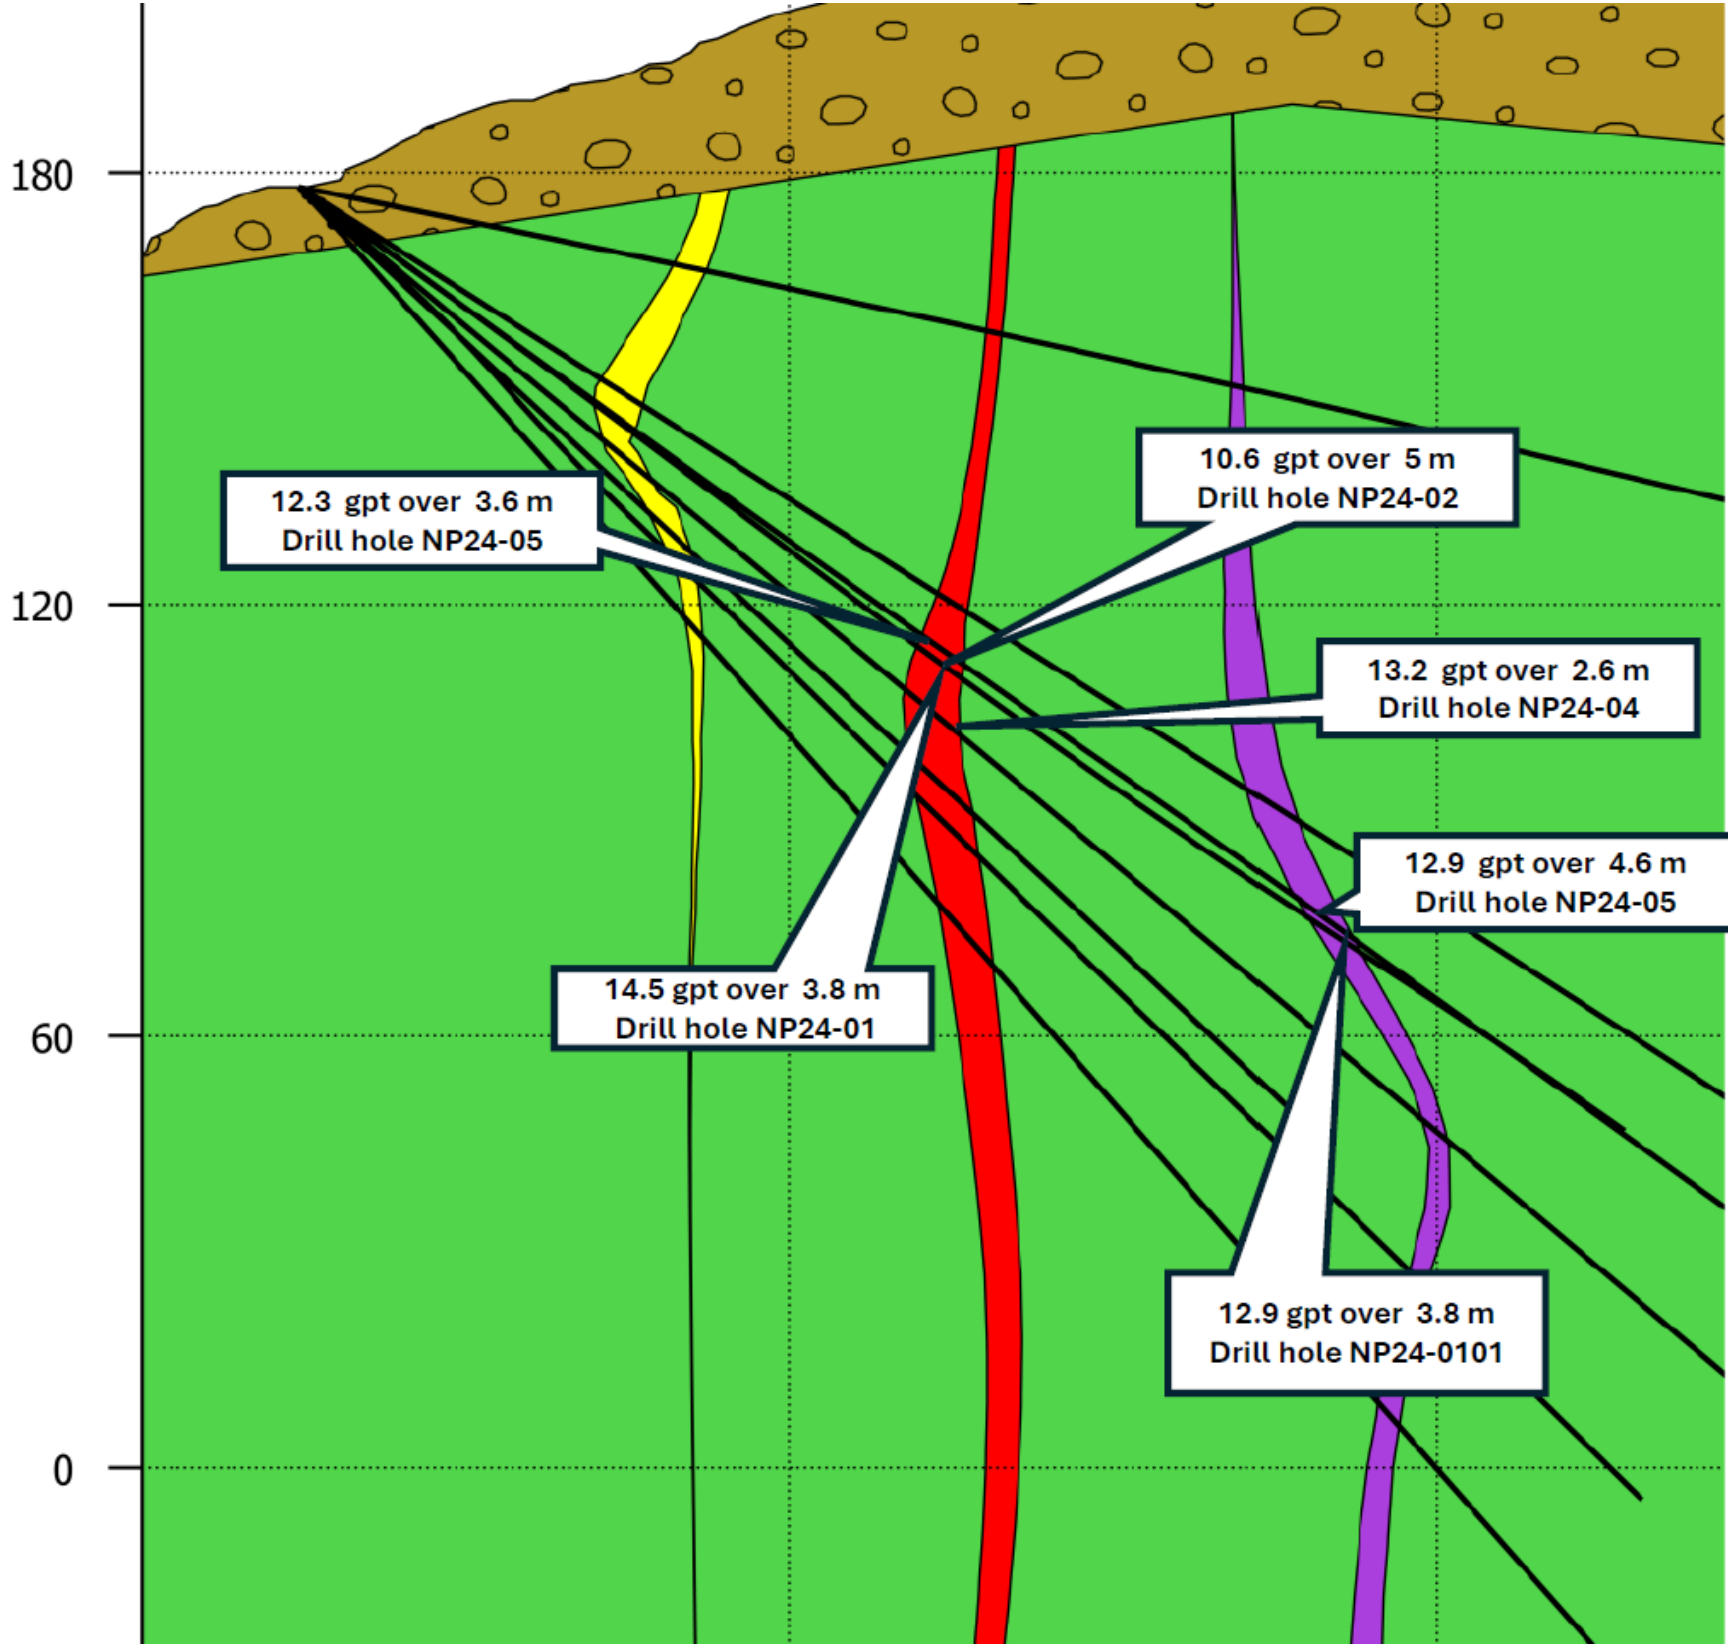 180
10.6 gpt over 5 m
Drill hole NP24-02
12.3 gpt over 3.6 m
Drill hole NP24-05
120
13.2 gpt over 2.6 m
Drill hole NP24-04
12.9 gpt over 4.6 m
Drill hole NP24-05
14.5 gpt over 3.8 m
Drill hole NP24-01
60
12.9 gpt over 3.8 m
Drill hole NP24-0101
0